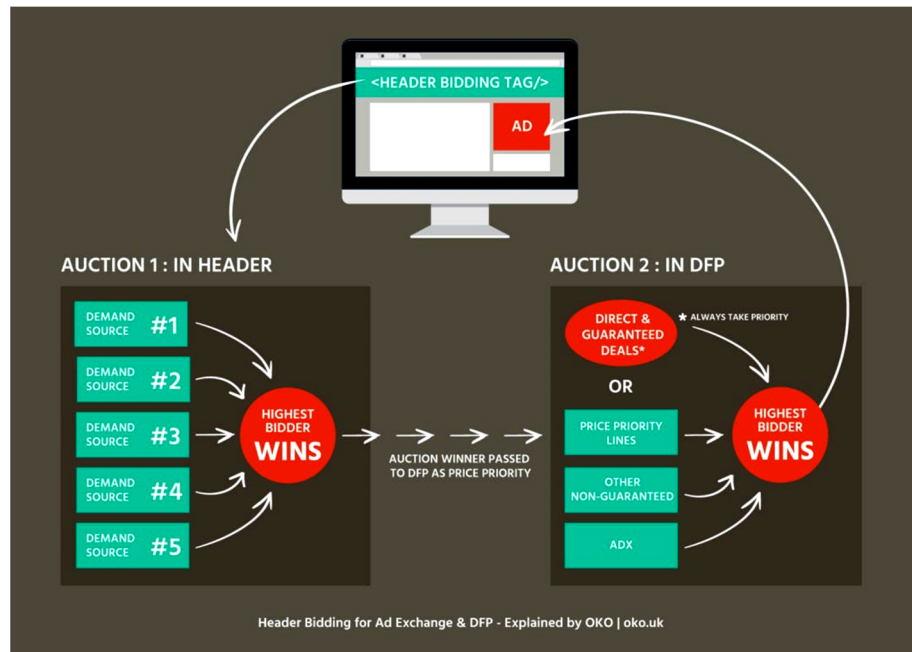 <HEADER BIDDING TAG/>
AD
AUCTION 1 : IN HEADER
DEMAND
SOURCE #1
DEMAND
SOURCE #2
DEMAND
SOURCE #3
DEMAND
SOURCE #4
DEMAND
SOURCE #5
HIGHEST
BIDDER
WINS
AUCTION WINNER PASSED
TO DFP AS PRICE PRIORITY
AUCTION 2 : IN DFP
DIRECT &
GUARANTEED
DEALS*
* ALWAYS TAKE PRIORITY
OR
PRICE PRIORITY
LINES
OTHER
NON-GUARANTEED
ADX
HIGHEST
BIDDER
WINS
Header Bidding for Ad Exchange & DFP - Explained by OKO | oko.uk